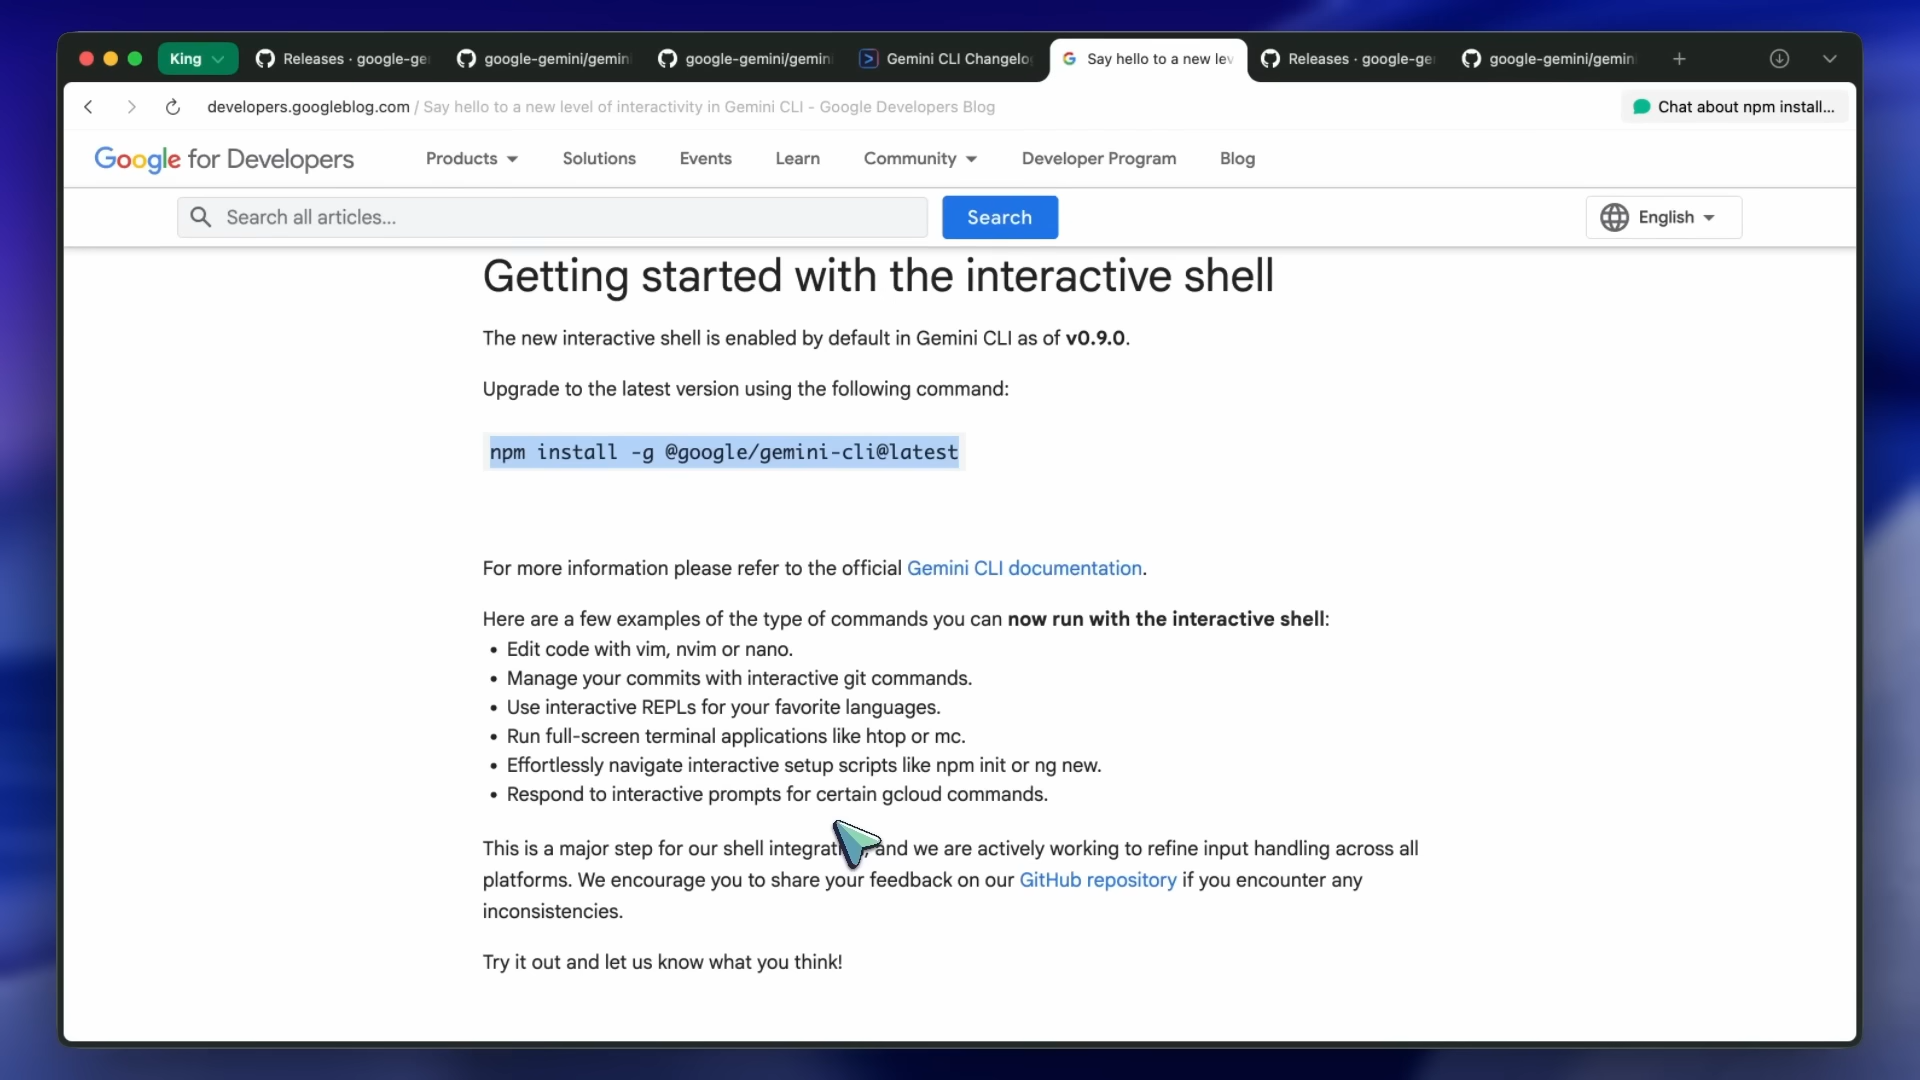 King
Releases · google-ge
google-gemini/gemin
google-gemini/gemin
Gemini CLI Changelo
Say hello to a new lev
Releases · google-ge
google-gemini/gemin
developers.googleblog.com / Say hello to a new level of interactivity in Gemini CLI - Google Developers Blog
Chat about npm install...
Google for Developers
Products
Solutions
Events
Learn
Community
Developer Program
Blog
Search all articles...
Search
English
Getting started with the interactive shell
The new interactive shell is enabled by default in Gemini CLI as of v0.9.0.
Upgrade to the latest version using the following command:
npm install -g @google/gemini-cli@latest
For more information please refer to the official Gemini CLI documentation.
Here are a few examples of the type of commands you can now run with the interactive shell:
• Edit code with vim, nvim or nano.
• Manage your commits with interactive git commands.
• Use interactive REPLs for your favorite languages.
• Run full-screen terminal applications like htop or mc.
• Effortlessly navigate interactive setup scripts like npm init or ng new.
• Respond to interactive prompts for certain gcloud commands.
This is a major step for our shell integration, and we are actively working to refine input handling across all
platforms. We encourage you to share your feedback on our GitHub repository if you encounter any
inconsistencies.
Try it out and let us know what you think!